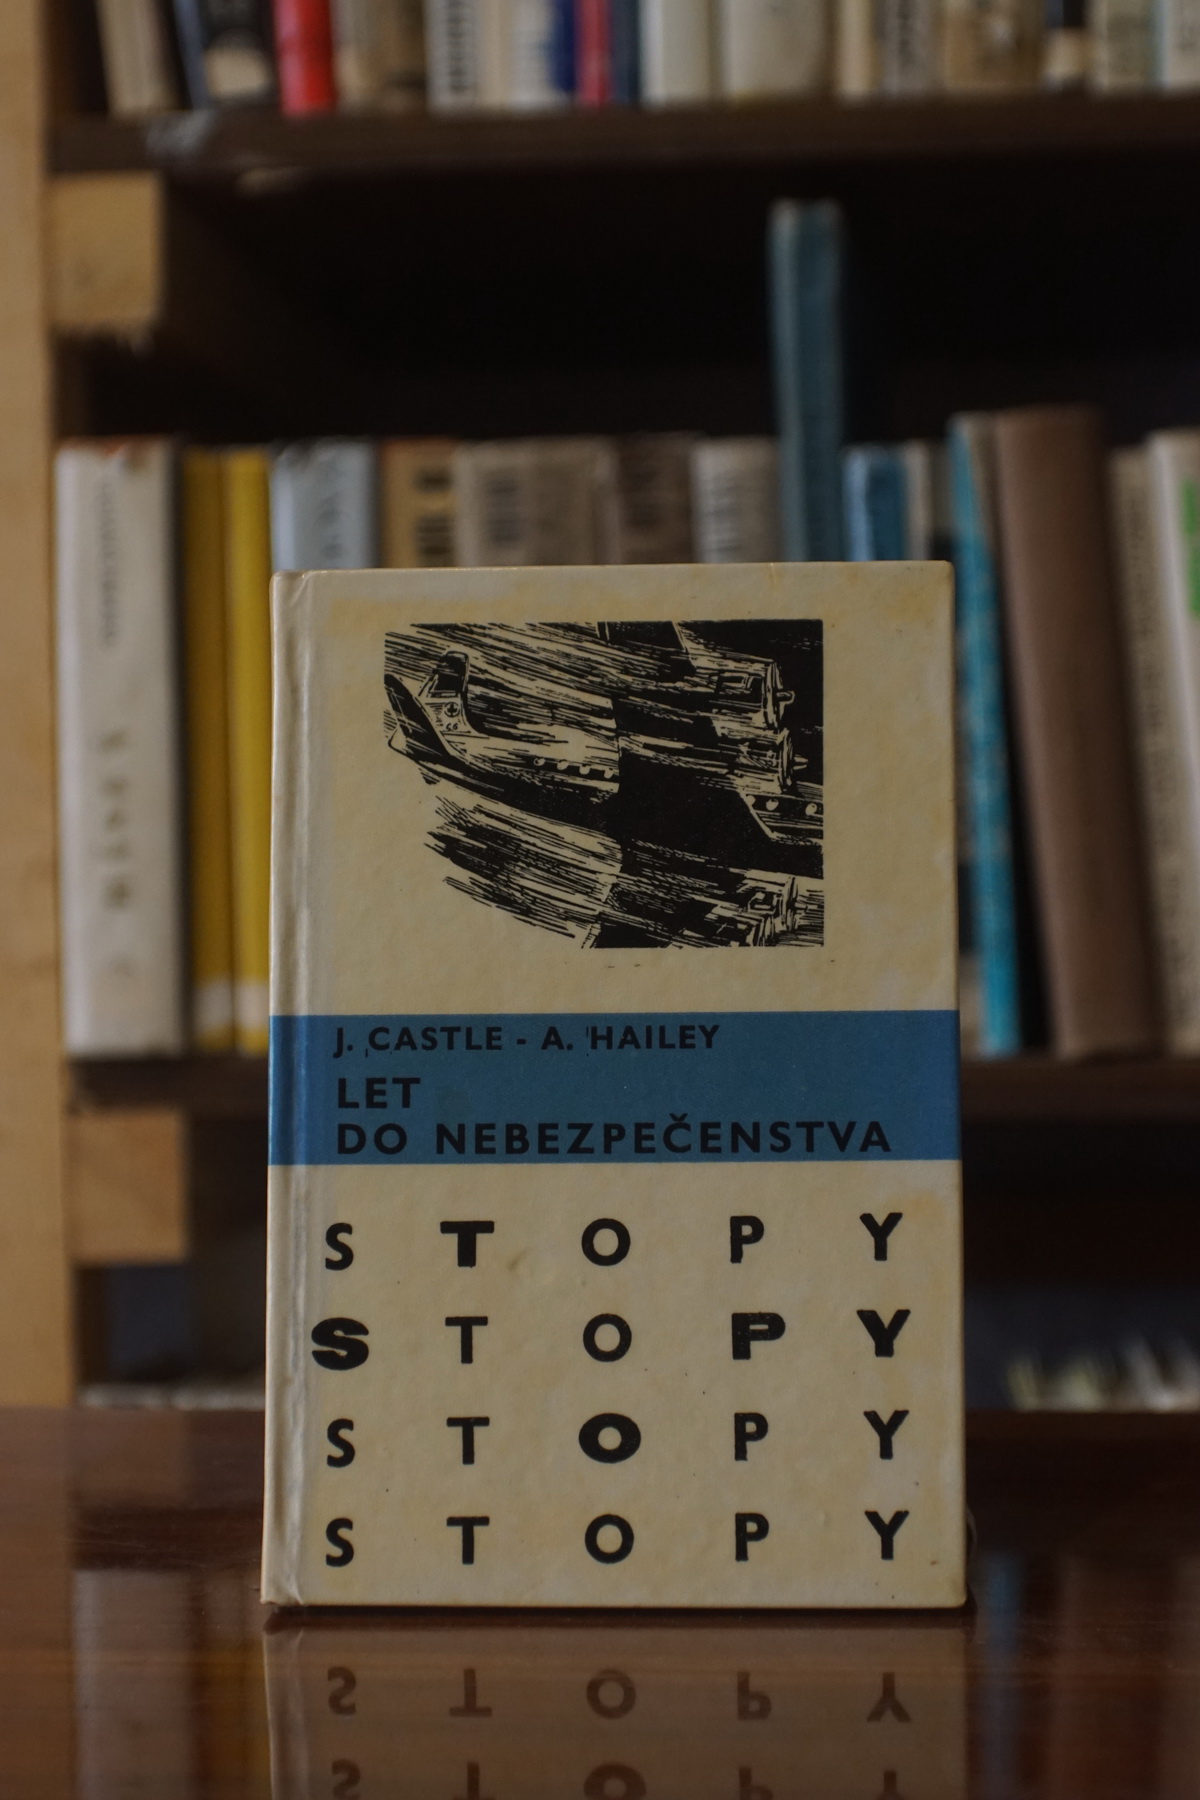 J. CASTLE - A. HAILEY
LET
DO NEBEZPEČENSTVA
S T O P Y
S T O P Y
S T O P Y
S T O P Y